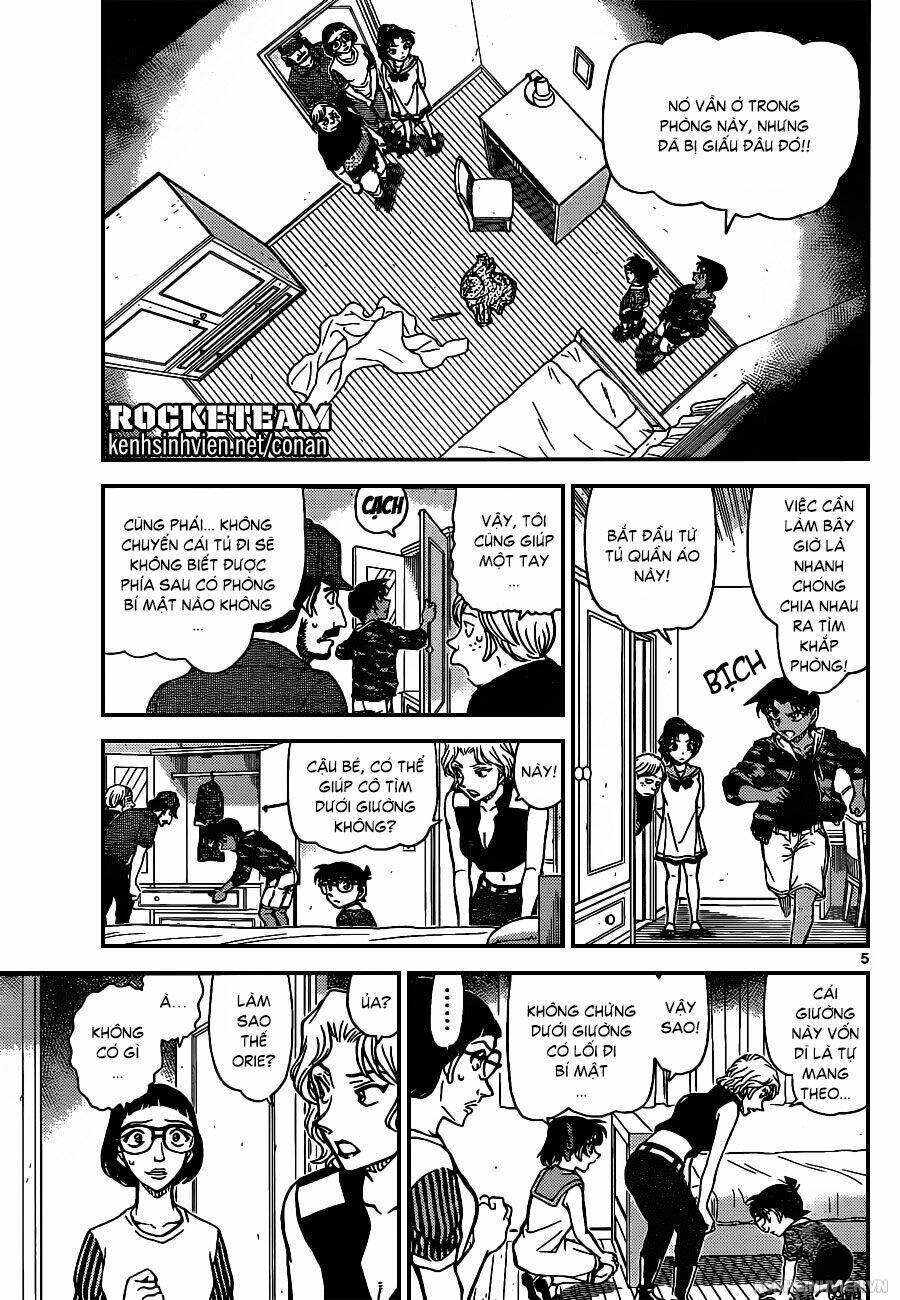 NÓ VẪN Ở TRONG
PHÒNG NÀY, NHƯNG
ĐÃ BỊ GIẤU ĐÂU ĐÓ!!
ROCKETEAM
kenhsinhvien.net/conan
VIỆC CẦN
LÀM BÂY
GIỜ LÀ
NHANH
CHÓNG
CHIA NHAU
RA TÌM
KHẮP
PHÒNG!
BẮT ĐẦU TỪ
TỦ QUẦN ÁO
NÀY!
BỊCH
VẬY, TÔI
CŨNG GIÚP
MỘT TAY
...
CẠCH
CŨNG PHẢI... KHÔNG
CHUYỂN CÁI TỦ ĐI SẼ
KHÔNG BIẾT ĐƯỢC
PHÍA SAU CÓ PHÒNG
BÍ MẬT NÀO KHÔNG
...
NÀY!
CẬU BÉ, CÓ THỂ
GIÚP CÔ TÌM
DƯỚI GIƯỜNG
KHÔNG?
5
CÁI
GIƯỜNG
NÀY VỐN
DĨ LÀ TỰ
MANG
THEO...
VẬY
SAO!
KHÔNG CHỪNG
DƯỚI GIƯỜNG
CÓ LỐI ĐI
BÍ MẬT
...
......
ỦA?
LÀM
SAO
THẾ
ORIE?
À...
KHÔNG
CÓ GÌ
...